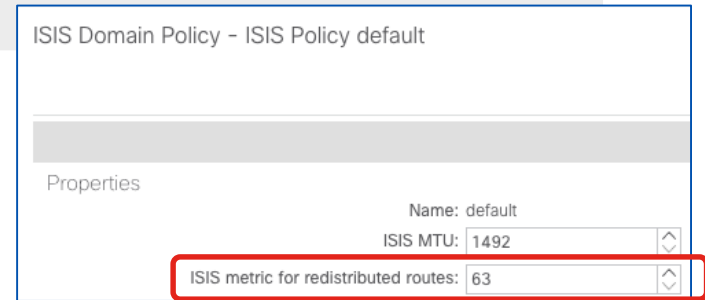 ISIS Domain Policy - ISIS Policy default
Properties
Name: default
ISIS MTU: 1492
ISIS metric for redistributed routes: 63